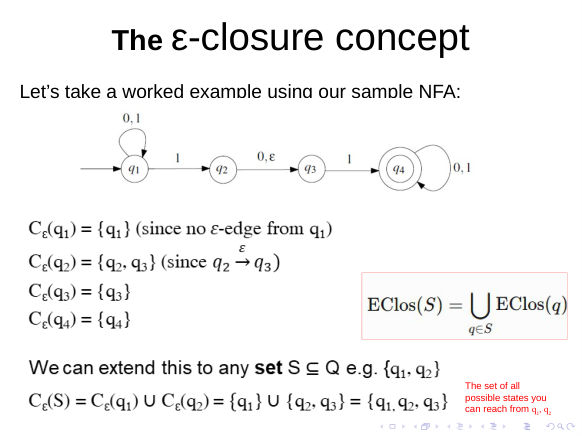 The ε-closure concept
Let's take a worked example using our sample NFA:
0,1
1
0,ε
1
0,1
q₁
q₂
q₃
q₄
Cε(q₁) = {q₁} (since no ε-edge from q₁)
ε
Cε(q₂) = {q₂, q₃} (since q₂ → q₃)
Cε(q₃) = {q₃}
Cε(q₄) = {q₄}
EClos(S) = ⋃ EClos(q)
q∈S
We can extend this to any set S ⊆ Q e.g. {q₁, q₂}
Cε(S) = Cε(q₁) ∪ Cε(q₂) = {q₁} ∪ {q₂, q₃} = {q₁, q₂, q₃}
The set of all
possible states you
can reach from q₁, q₂